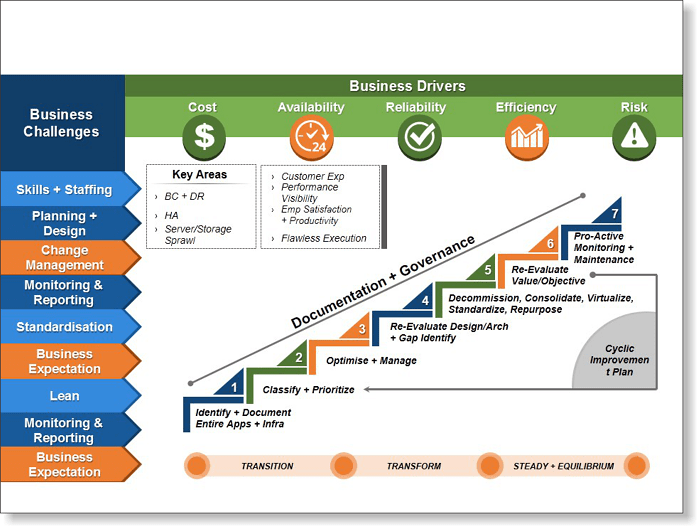 Business Drivers
Business
Challenges
Cost
Availability
Reliability
Efficiency
Risk
$
24
Key Areas
› BC + DR
› HA
› Server/Storage
Sprawl
› Customer Exp
› Performance
Visibility
› Emp Satisfaction
+ Productivity
› Flawless Execution
Skills + Staffing
Planning +
Design
Change
Management
Monitoring &
Reporting
Standardisation
Business
Expectation
Lean
Monitoring &
Reporting
Business
Expectation
Documentation + Governance
7
Pro-Active
Monitoring +
Maintenance
6
Re-Evaluate
Value/Objective
5
Decommission, Consolidate, Virtualize,
Standardize, Repurpose
4
Re-Evaluate Design/Arch
+ Gap Identify
3
Optimise + Manage
2
Classify + Prioritize
1
Identify + Document
Entire Apps + Infra
Cyclic
Improvemen
t Plan
TRANSITION
TRANSFORM
STEADY + EQUILIBRIUM